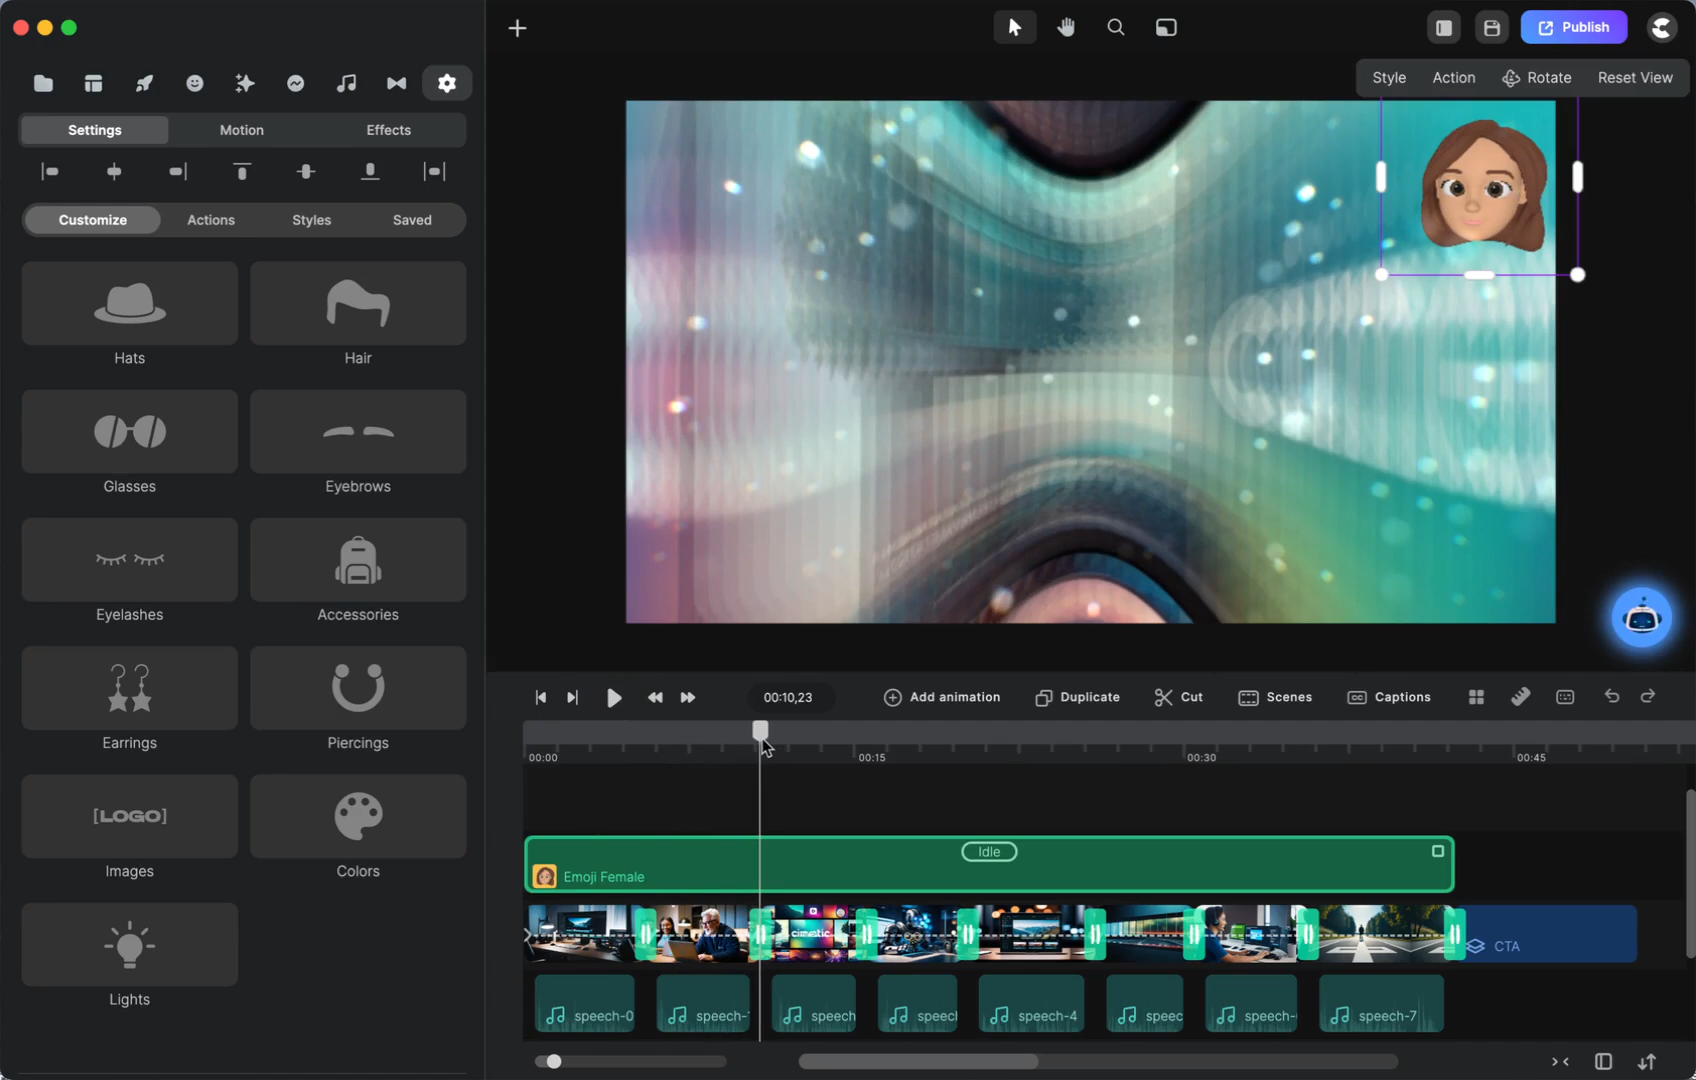 Publish
Style
Action
Rotate
Reset View
Settings
Motion
Effects
Customize
Actions
Styles
Saved
Hats
Hair
Glasses
Eyebrows
Eyelashes
Accessories
Earrings
Piercings
[LOGO]
Images
Colors
Lights
00:10,23
Add animation
Duplicate
Cut
Scenes
CC
Captions
00:00
00:15
00:30
00:45
Idle
Emoji Female
CTA
speech-0
speech-
speech
speech
speech-4
speec
speech-
speech-7